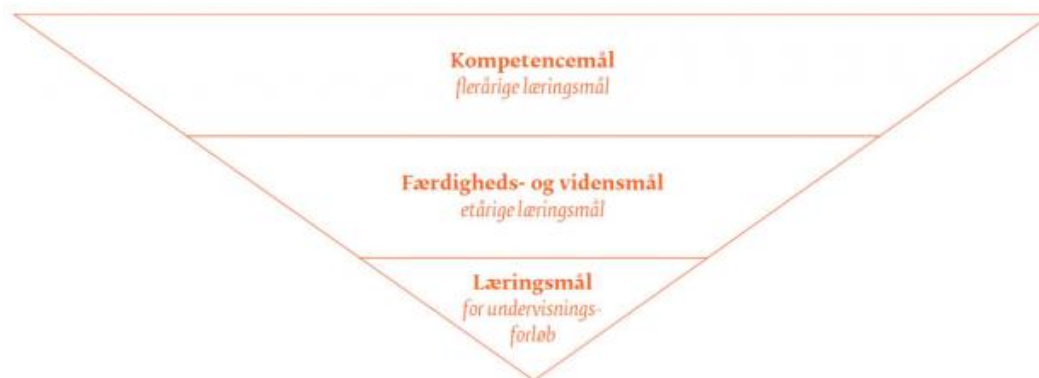 Kompetencemål
flerårige læringsmål
Færdigheds- og vidensmål
etårige læringsmål
Læringsmål
for undervisnings-
forløb